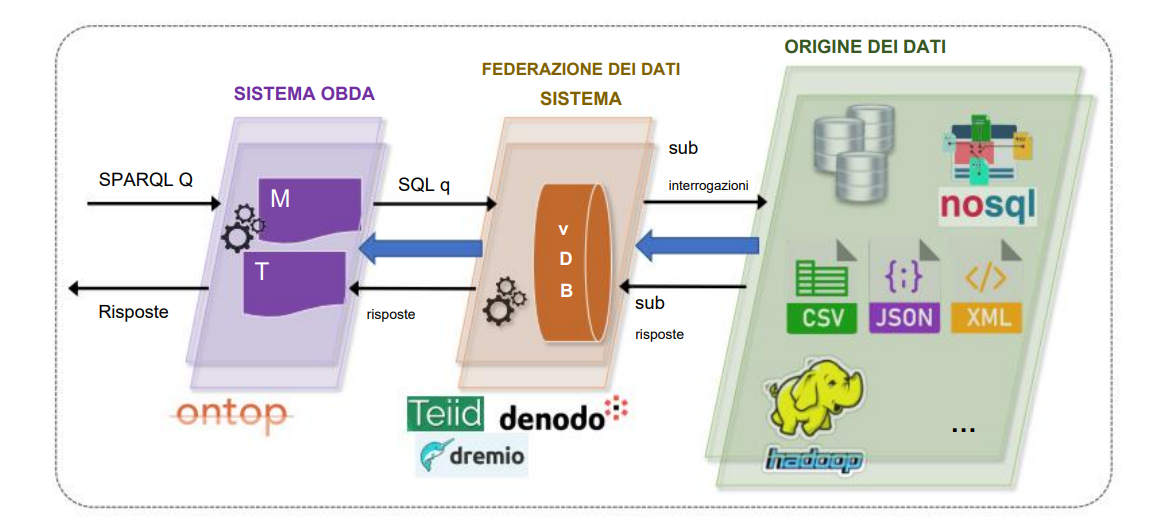 ORIGINE DEI DATI
FEDERAZIONE DEI DATI
SISTEMA
SISTEMA OBDA
sub
interrogazioni
SPARQL Q
SQL q
M
T
v
D
B
nosql
Risposte
risposte
sub
risposte
CSV
{;}
JSON
</>
XML
ontop
Teiid
denodo
dremio
hadoop
...